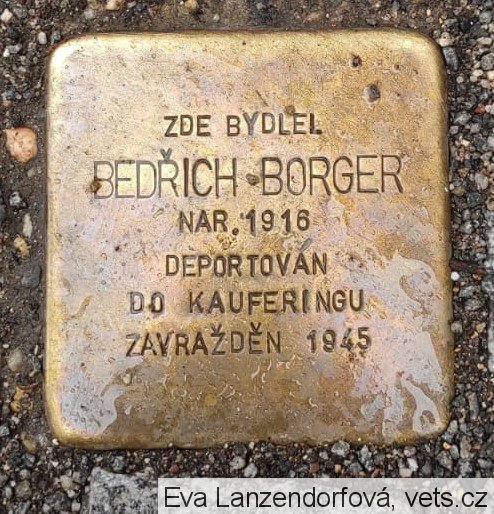 ZDE BYDLEL
BEDŘICH BORGER
NAR. 1916
DEPORTOVÁN
DO KAUFERINGU
ZAVRAŽDĚN 1945
Eva Lanzendorfová, vets.cz